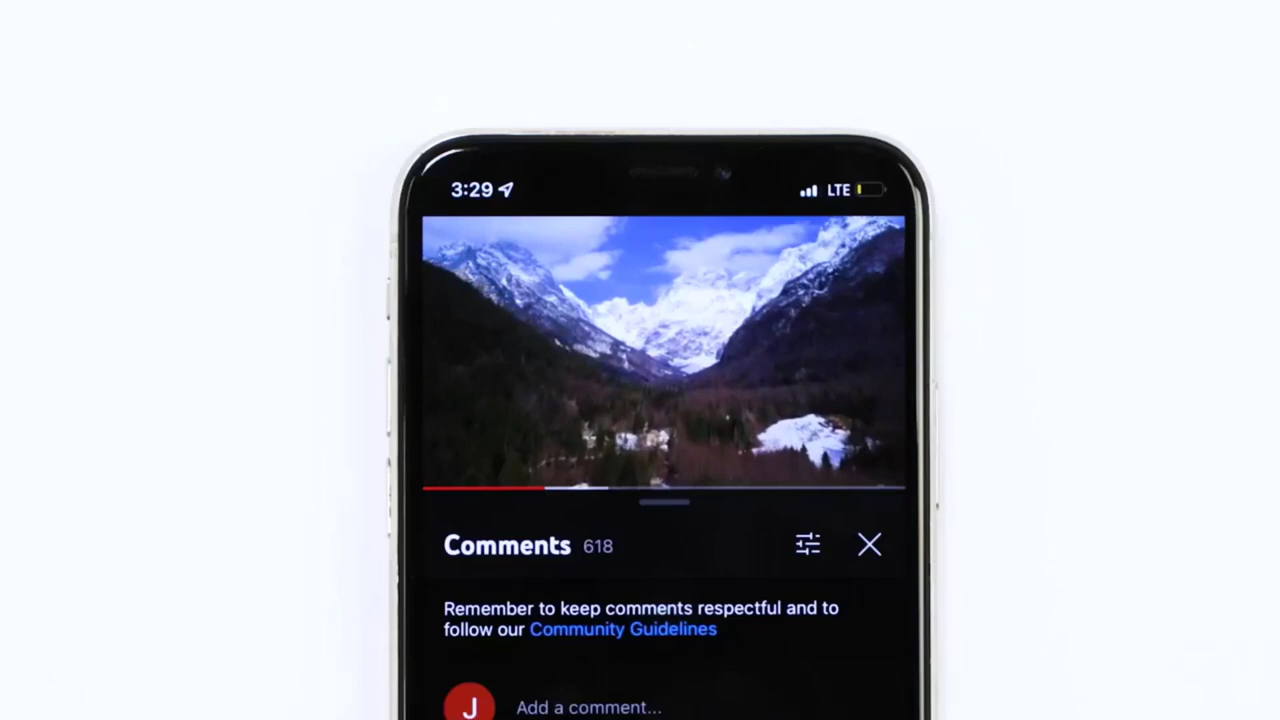 3:29 LTE
Comments 618
Remember to keep comments respectful and to
follow our Community Guidelines
J Add a comment...